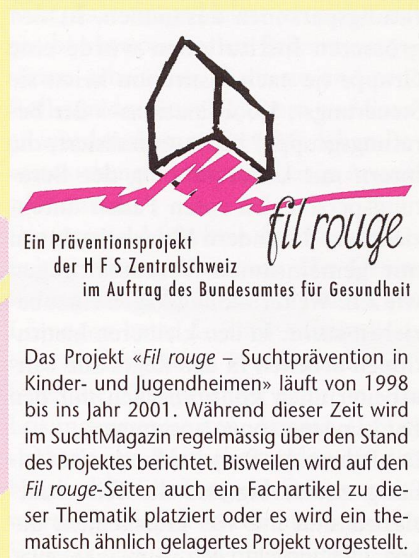 fil rouge
Ein Präventionsprojekt
der H F S Zentralschweiz
im Auftrag des Bundesamtes für Gesundheit
Das Projekt «Fil rouge – Suchtprävention in
Kinder- und Jugendheimen» läuft von 1998
bis ins Jahr 2001. Während dieser Zeit wird
im SuchtMagazin regelmässig über den Stand
des Projektes berichtet. Bisweilen wird auf den
Fil rouge-Seiten auch ein Fachartikel zu die-
ser Thematik platziert oder es wird ein the-
matisch ähnlich gelagertes Projekt vorgestellt.